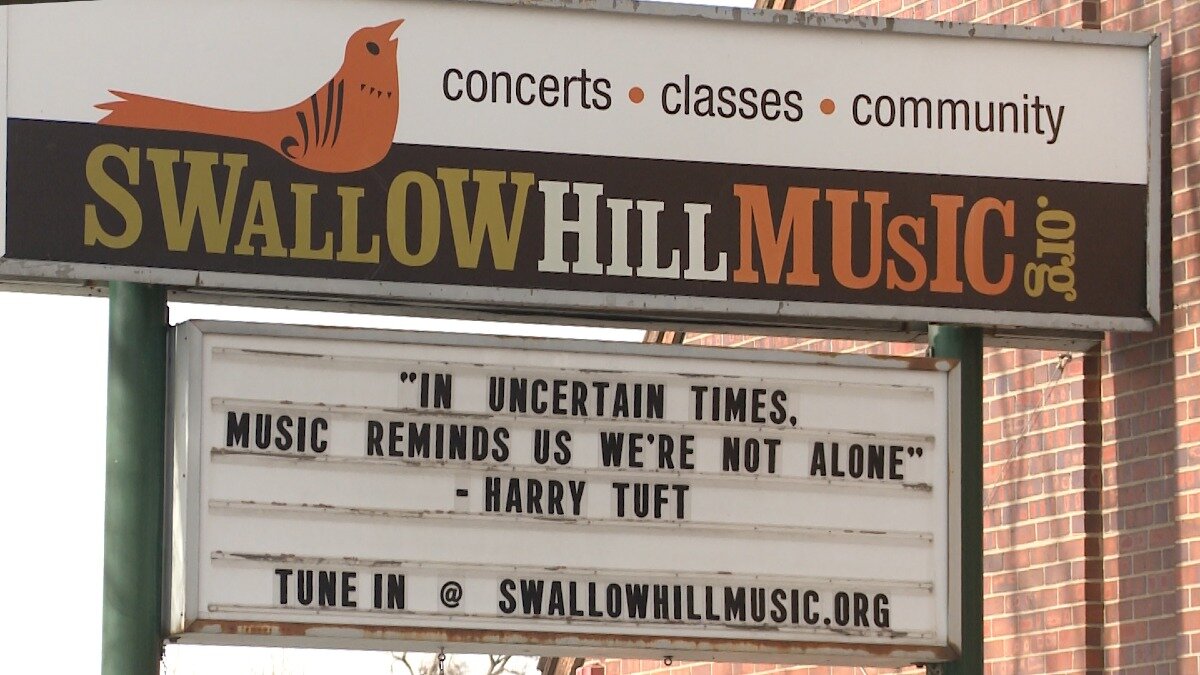 concerts • classes • community
SWALLOWHILLMUSIC.org
"IN UNCERTAIN TIMES,
MUSIC REMINDS US WE'RE NOT ALONE"
- HARRY TUFT
TUNE IN @ SWALLOWHILLMUSIC.ORG